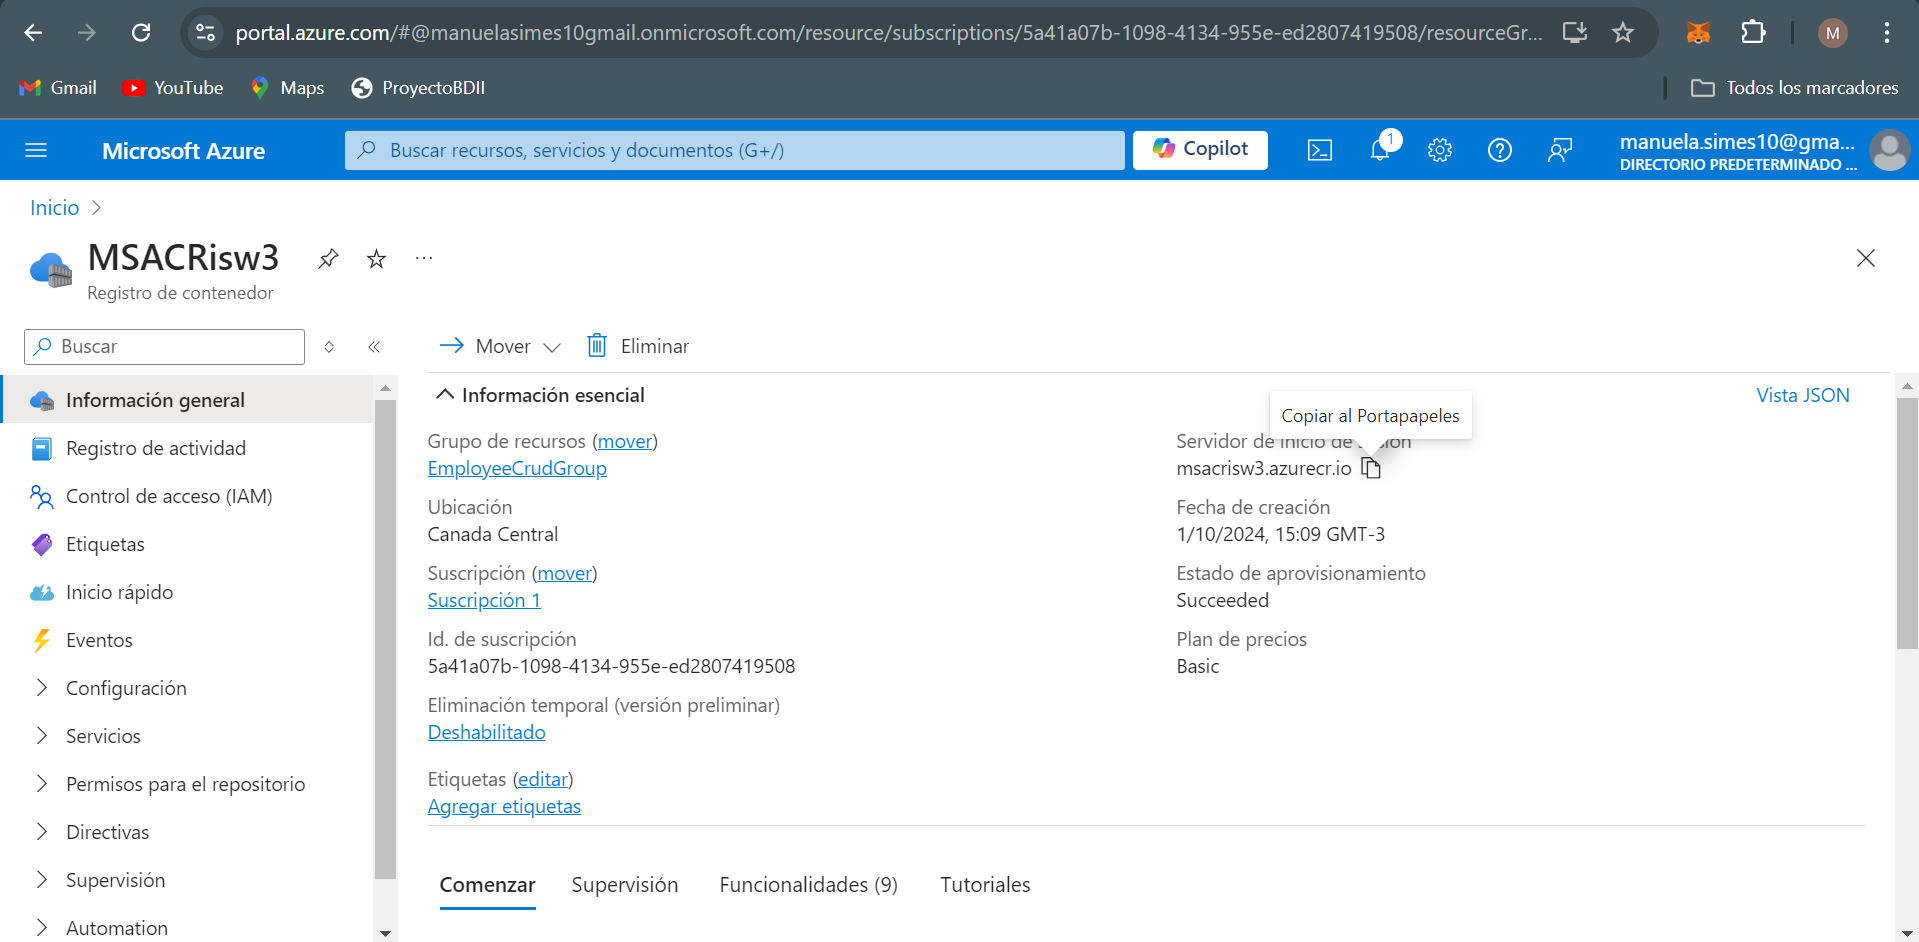 portal.azure.com/#@manuelasimes10gmail.onmicrosoft.com/resource/subscriptions/5a41a07b-1098-4134-955e-ed2807419508/resourceGr...
M
Gmail
YouTube
Maps
ProyectoBDII
Todos los marcadores
Microsoft Azure
Buscar recursos, servicios y documentos (G+/)
Copilot
1
manuela.simes10@gma...
DIRECTORIO PREDETERMINADO ...
Inicio
MSACRisw3
Registro de contenedor
Buscar
Mover
Eliminar
Información general
Registro de actividad
Control de acceso (IAM)
Etiquetas
Inicio rápido
Eventos
Configuración
Servicios
Permisos para el repositorio
Directivas
Supervisión
Automation
Información esencial
Vista JSON
Copiar al Portapapeles
Grupo de recursos (mover)
EmployeeCrudGroup
Ubicación
Canada Central
Suscripción (mover)
Suscripción 1
Id. de suscripción
5a41a07b-1098-4134-955e-ed2807419508
Eliminación temporal (versión preliminar)
Deshabilitado
Etiquetas (editar)
Agregar etiquetas
Servidor de inicio de sesión
msacrisw3.azurecr.io
Fecha de creación
1/10/2024, 15:09 GMT-3
Estado de aprovisionamiento
Succeeded
Plan de precios
Basic
Comenzar
Supervisión
Funcionalidades (9)
Tutoriales